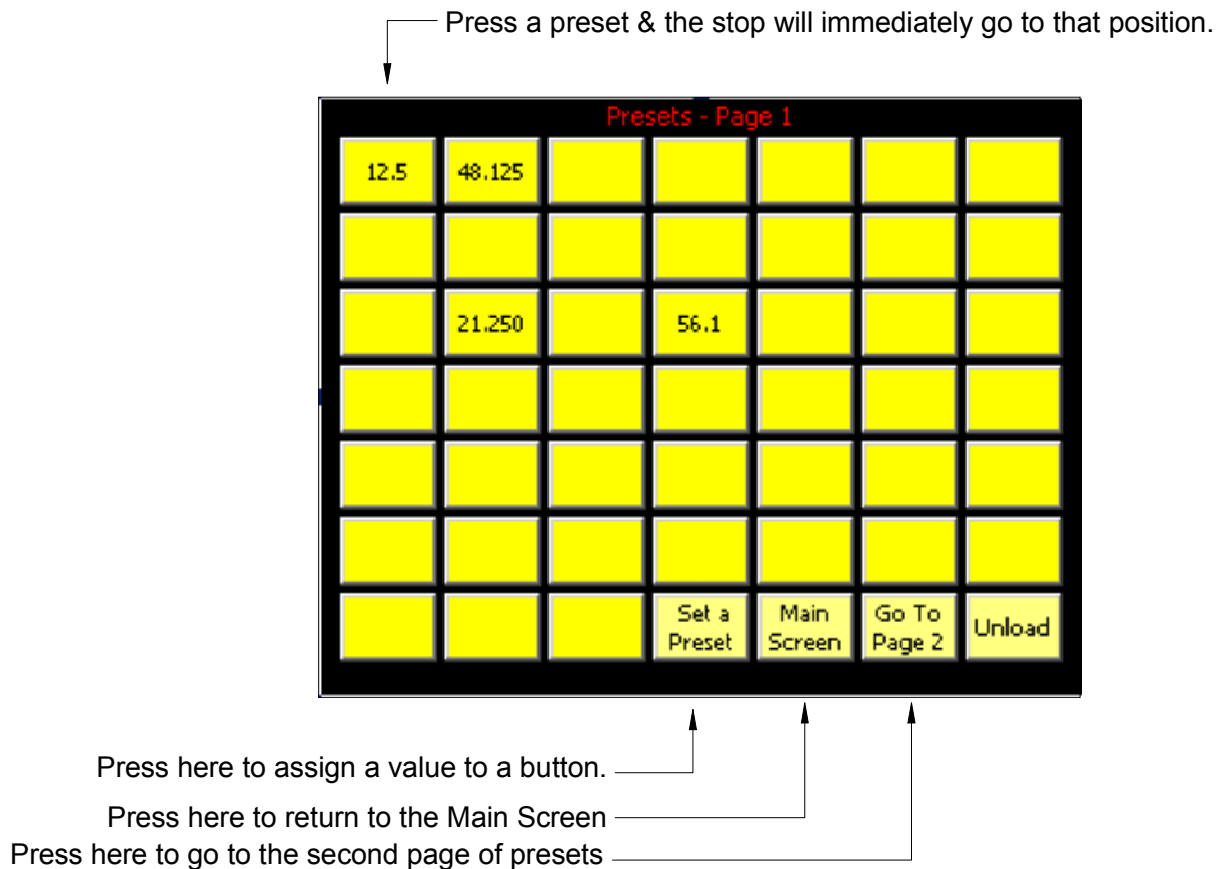 Press a preset & the stop will immediately go to that position.
Presets - Page 1
12.5 48.125
21.250 56.1
Set a Preset Main Screen Go To Page 2 Unload
Press here to assign a value to a button.
Press here to return to the Main Screen
Press here to go to the second page of presets